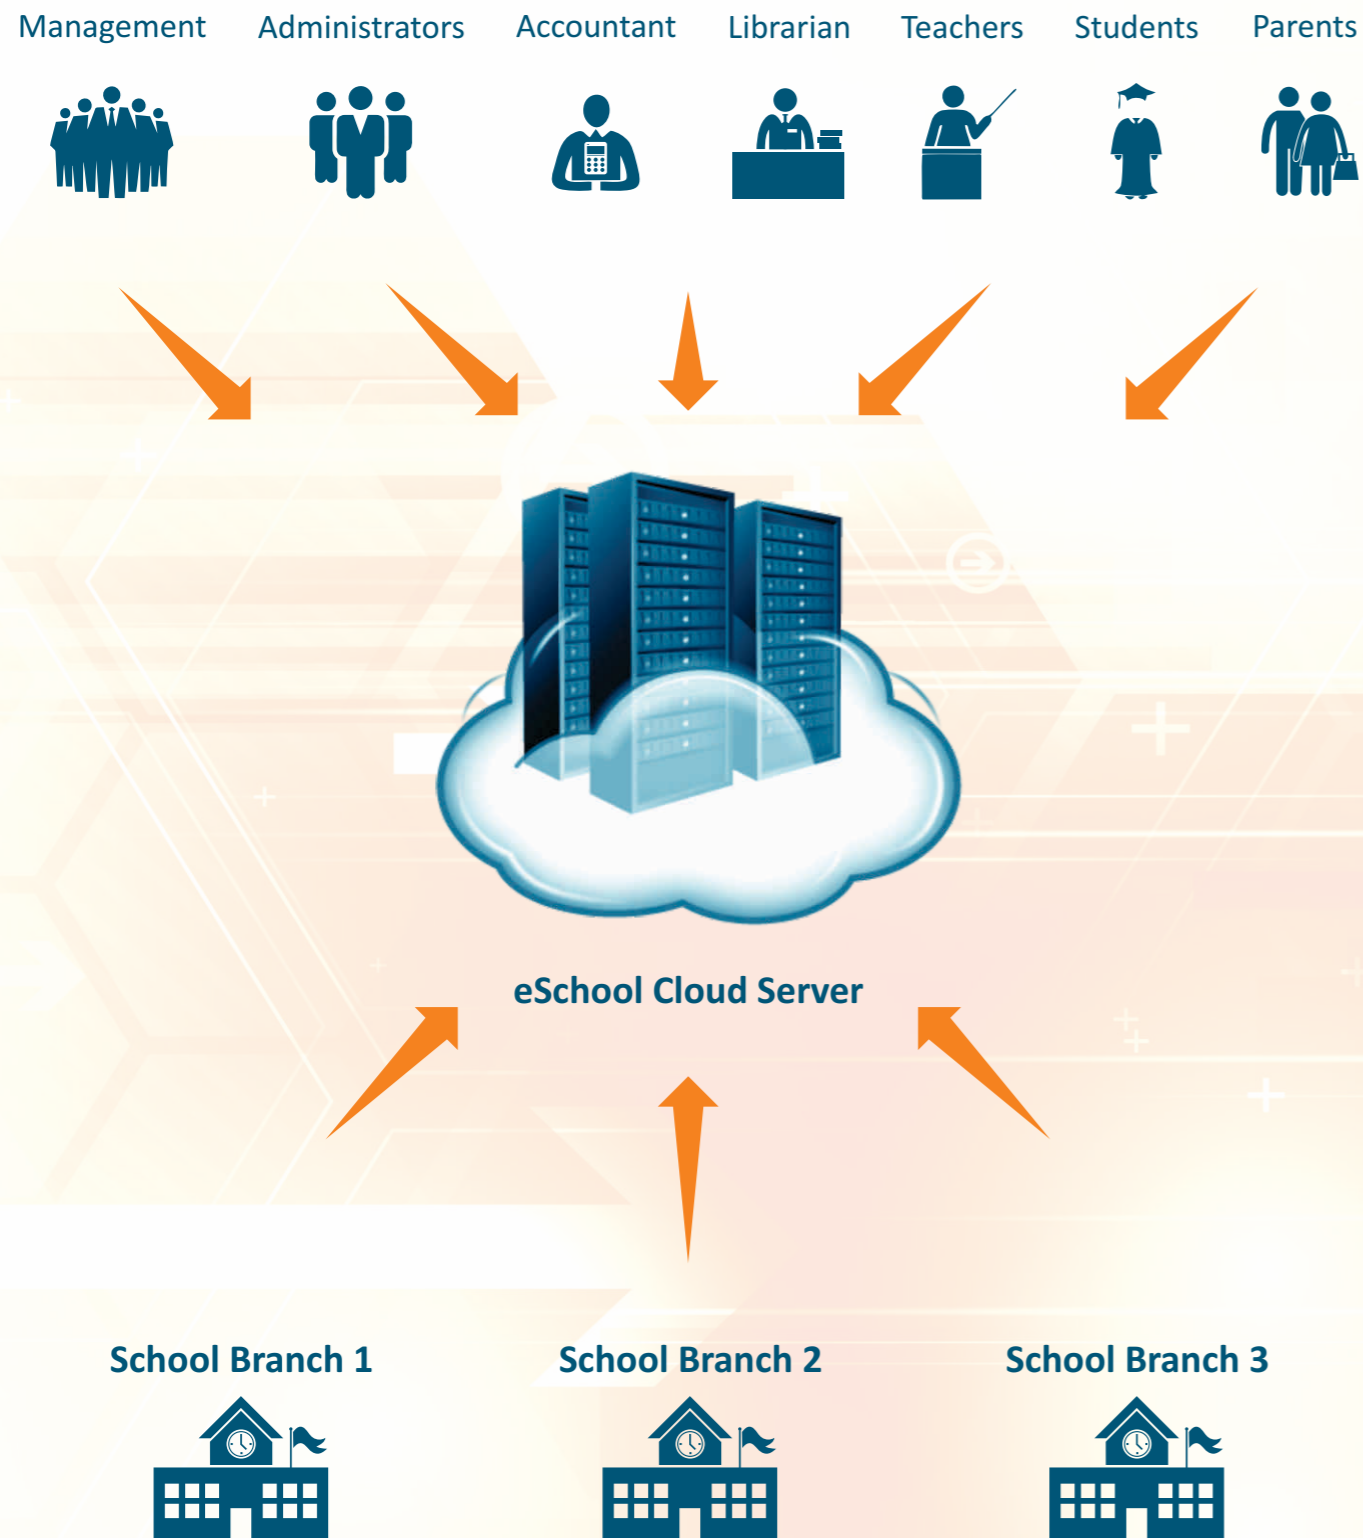 Management Administrators Accountant Librarian Teachers Students Parents
eSchool Cloud Server
School Branch 1 School Branch 2 School Branch 3